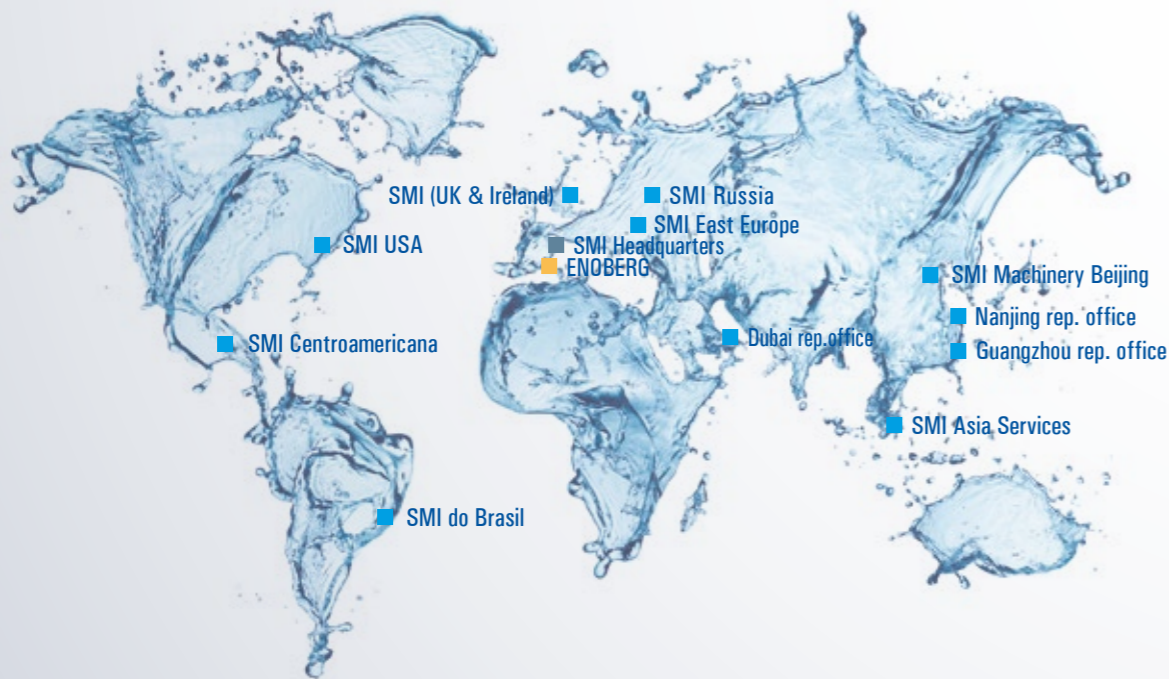 SMI (UK & Ireland)
SMI Russia
SMI East Europe
SMI USA
SMI Headquarters
ENOBERG
SMI Machinery Beijing
Nanjing rep. office
SMI Centroamericana
Dubai rep.office
Guangzhou rep. office
SMI Asia Services
SMI do Brasil